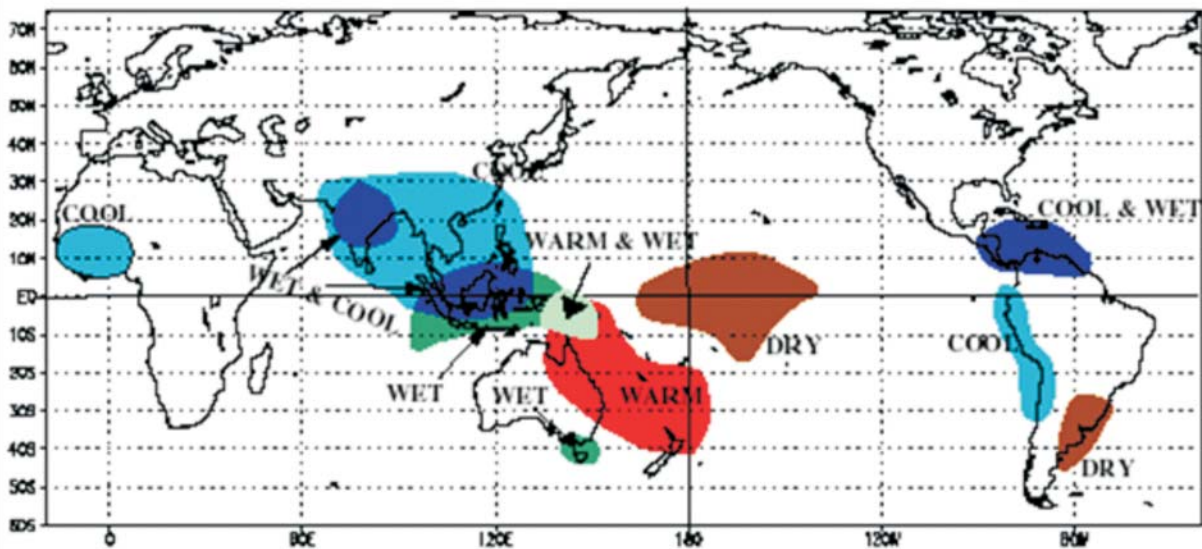 70N
60N
50N
40N
30N
20N
10N
EQ
10S
20S
30S
40S
50S
60S
COOL
COOL
WARM & WET
COOL & WET
WET & COOL
DRY
COOL
WET
WET
WARM
DRY
0
60E
120E
180
120W
60W